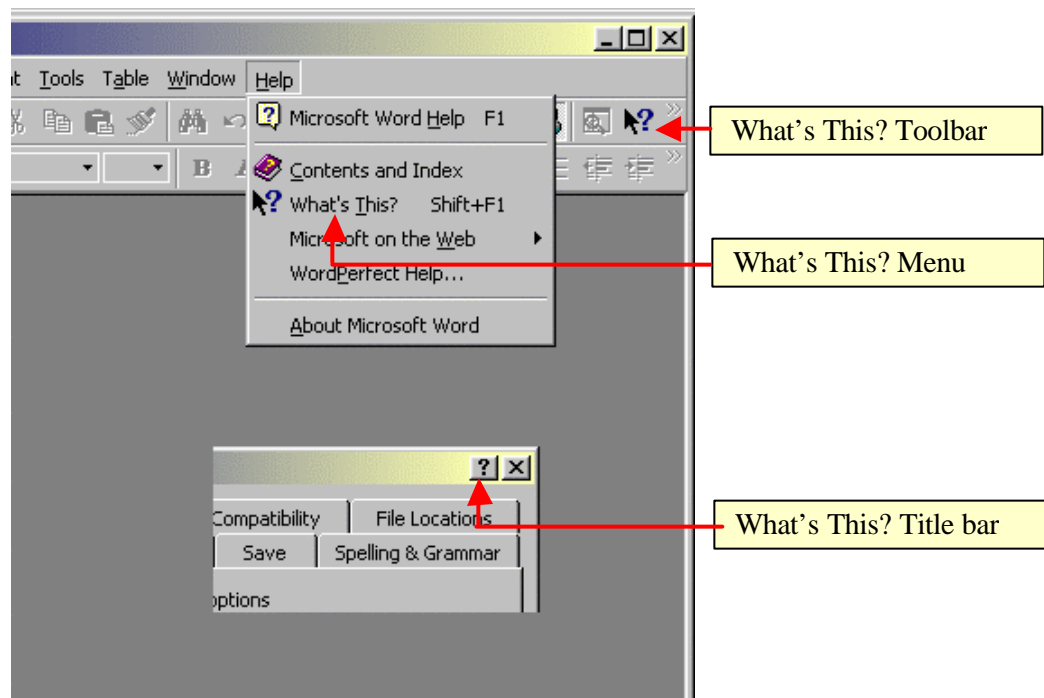 Tools Table Window Help
Microsoft Word Help F1
What's This? Toolbar
B
Contents and Index
What's This? Shift+F1
Microsoft on the Web
What's This? Menu
WordPerfect Help...
About Microsoft Word
?
Compatibility File Locations
What's This? Title bar
Save Spelling & Grammar
options